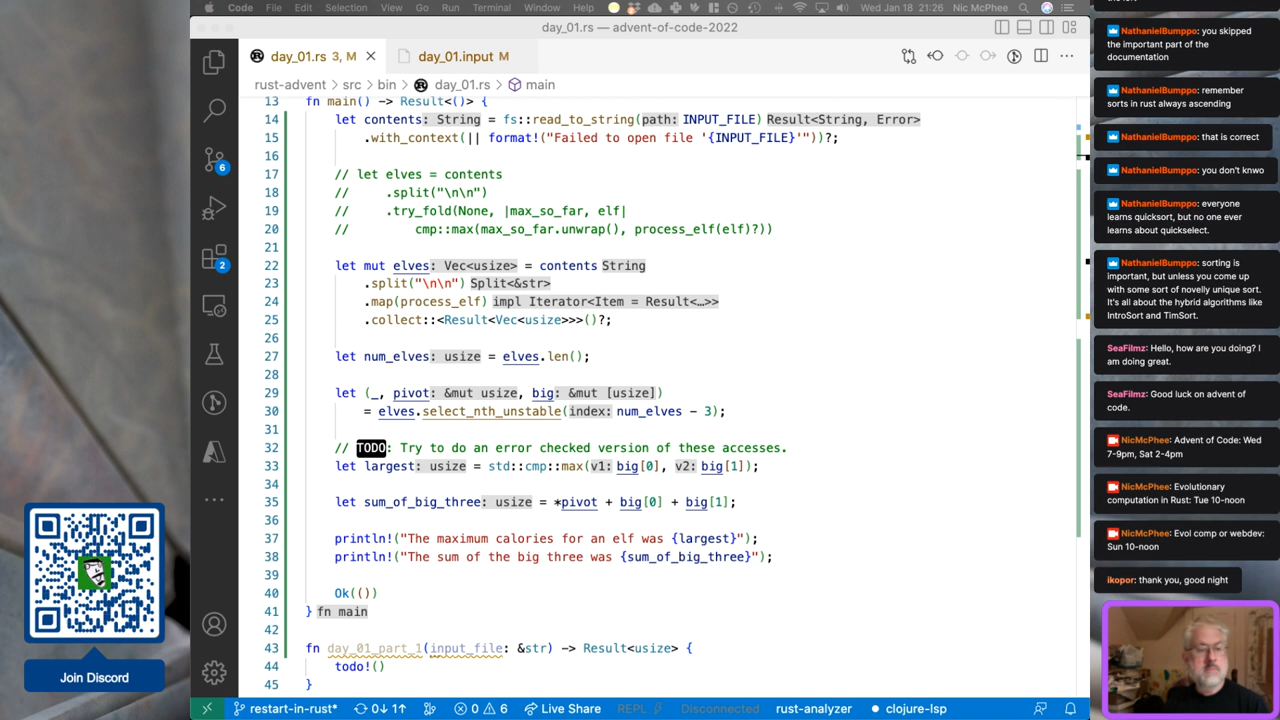 Code File Edit Selection View Go Run Terminal Window Help Wed Jan 18 21:26 Nic McPhee
day_01.rs — advent-of-code-2022
day_01.rs 3, M
day_01.input M
rust-advent > src > bin > day_01.rs > main
13 fn main() -> Result<()> {
14 let contents: String = fs::read_to_string(path: INPUT_FILE) Result<String, Error>
15 .with_context(|| format!("Failed to open file '{INPUT_FILE}'"))?;
16
17 // let elves = contents
18 // .split("\n\n")
19 // .try_fold(None, |max_so_far, elf|
20 // cmp::max(max_so_far.unwrap(), process_elf(elf)?))
21
22 let mut elves: Vec<usize> = contents String
23 .split("\n\n") Split<&str>
24 .map(process_elf) impl Iterator<Item = Result<…>>
25 .collect::<Result<Vec<usize>>>()?;
26
27 let num_elves: usize = elves.len();
28
29 let (_, pivot: &mut usize, big: &mut [usize])
30 = elves.select_nth_unstable(index: num_elves - 3);
31
32 // TODO: Try to do an error checked version of these accesses.
33 let largest: usize = std::cmp::max(v1: big[0], v2: big[1]);
34
35 let sum_of_big_three: usize = *pivot + big[0] + big[1];
36
37 println!("The maximum calories for an elf was {largest}");
38 println!("The sum of the big three was {sum_of_big_three}");
39
40 Ok(())
41 } fn main
42
43 fn day_01_part_1(input_file: &str) -> Result<usize> {
44 todo!()
45 }
6
2
Join Discord
restart-in-rust* 0↓ 1↑ 0 6 Live Share REPL Disconnected rust-analyzer clojure-lsp
NathanielBumppo: you skipped
the important part of the
documentation
NathanielBumppo: remember
sorts in rust always ascending
NathanielBumppo: that is correct
NathanielBumppo: you don't knwo
NathanielBumppo: everyone
learns quicksort, but no one ever
learns about quickselect.
NathanielBumppo: sorting is
important, but unless you come up
with some sort of novelly unique sort.
It's all about the hybrid algorithms like
IntroSort and TimSort.
SeaFilmz: Hello, how are you doing? I
am doing great.
SeaFilmz: Good luck on advent of
code.
NicMcPhee: Advent of Code: Wed
7-9pm, Sat 2-4pm
NicMcPhee: Evolutionary
computation in Rust: Tue 10-noon
NicMcPhee: Evol comp or webdev:
Sun 10-noon
ikopor: thank you, good night